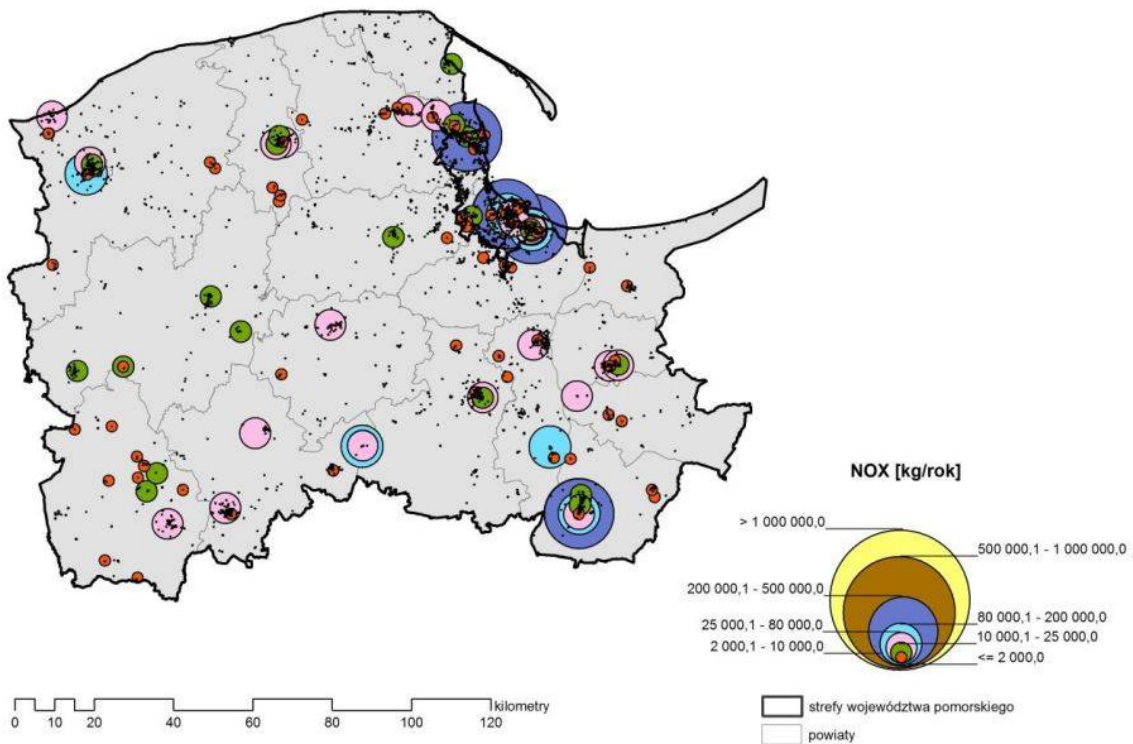 NOX [kg/rok]
> 1 000 000,0
500 000,1 - 1 000 000,0
200 000,1 - 500 000,0
80 000,1 - 200 000,0
25 000,1 - 80 000,0
10 000,1 - 25 000,0
2 000,1 - 10 000,0
<= 2 000,0
kilometry
0 10 20 40 60 80 100 120
strefy województwa pomorskiego
powiaty